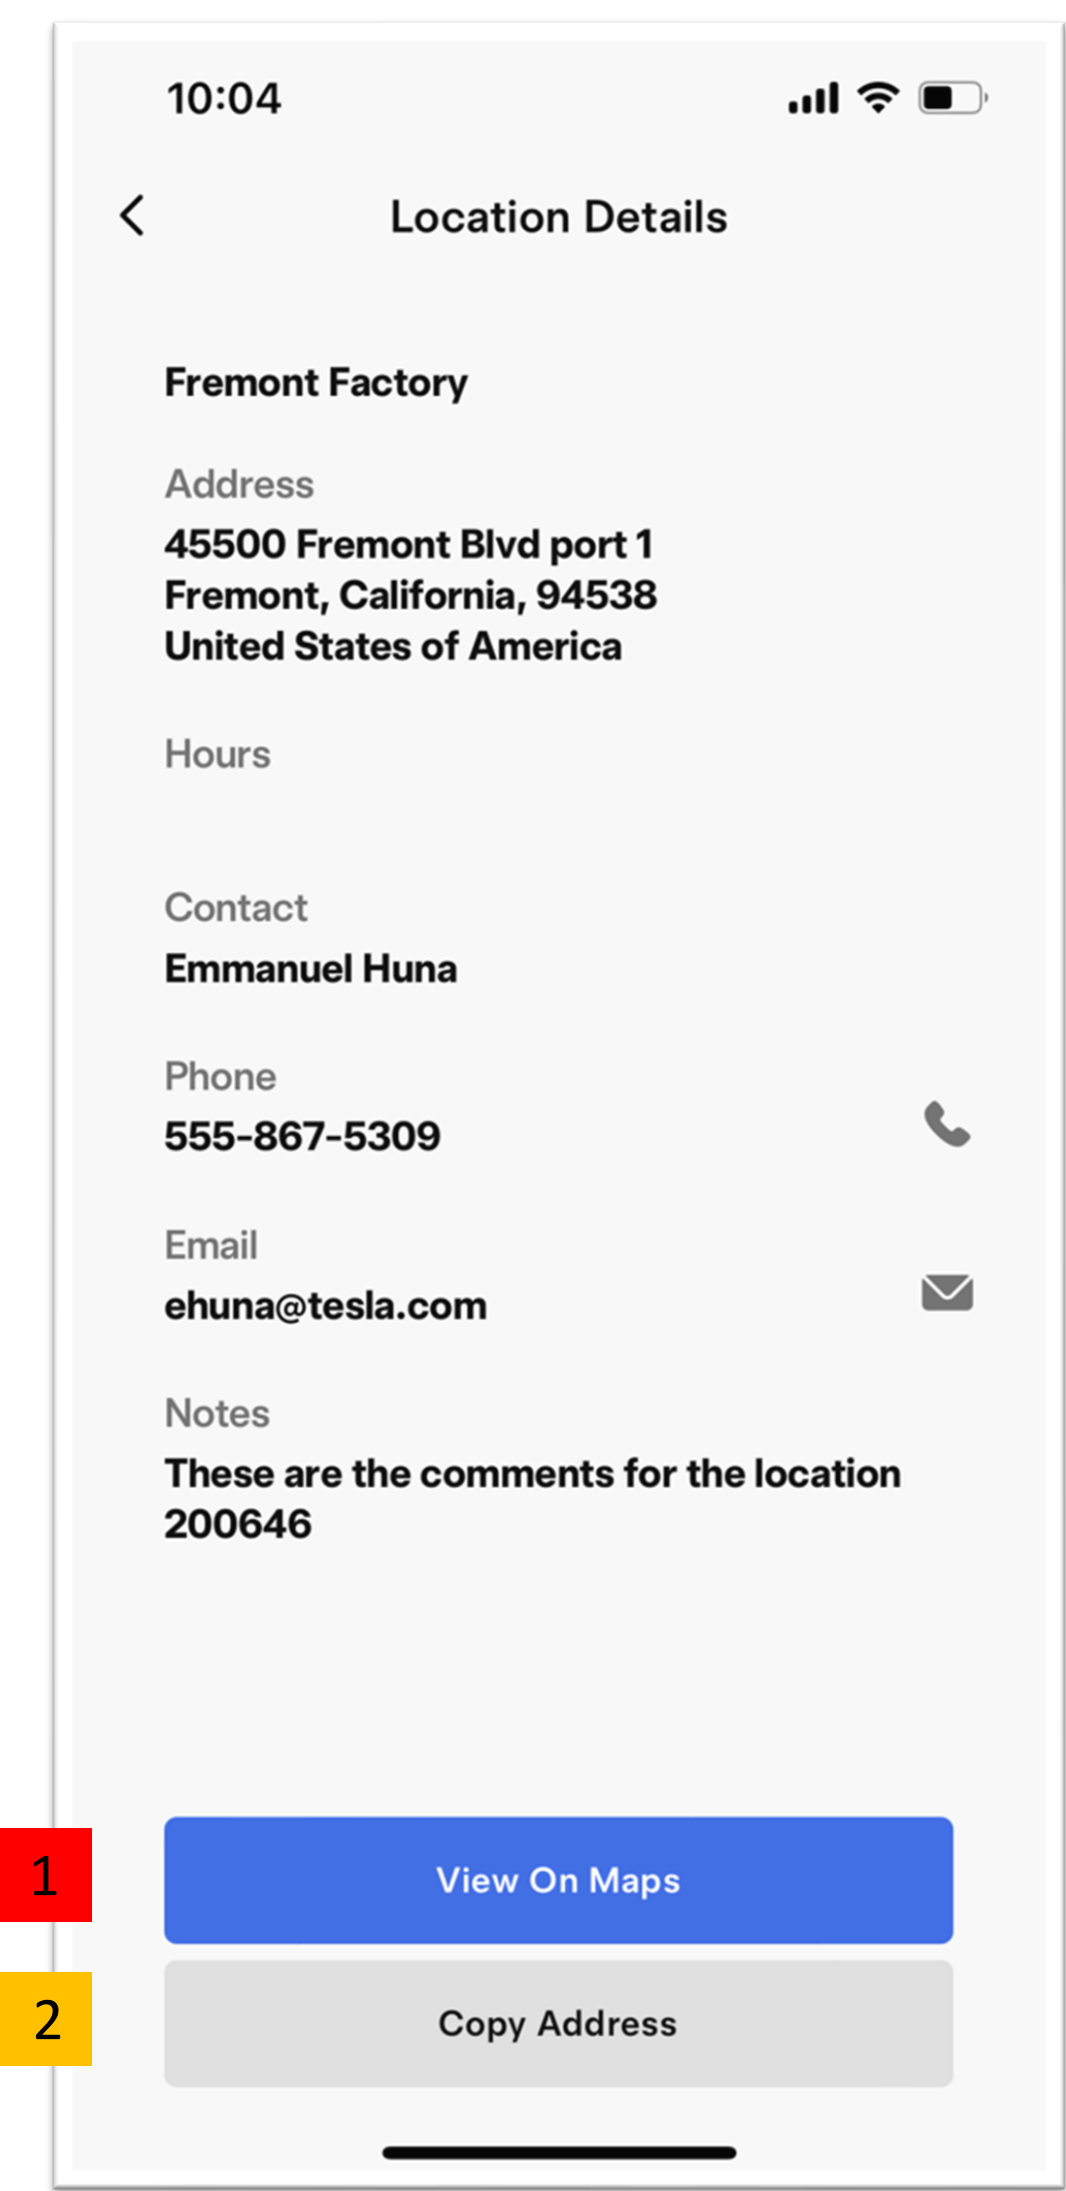 10:04
Location Details
Fremont Factory
Address
45500 Fremont Blvd port 1
Fremont, California, 94538
United States of America
Hours
Contact
Emmanuel Huna
Phone
555-867-5309
Email
ehuna@tesla.com
Notes
These are the comments for the location
200646
1
View On Maps
2
Copy Address